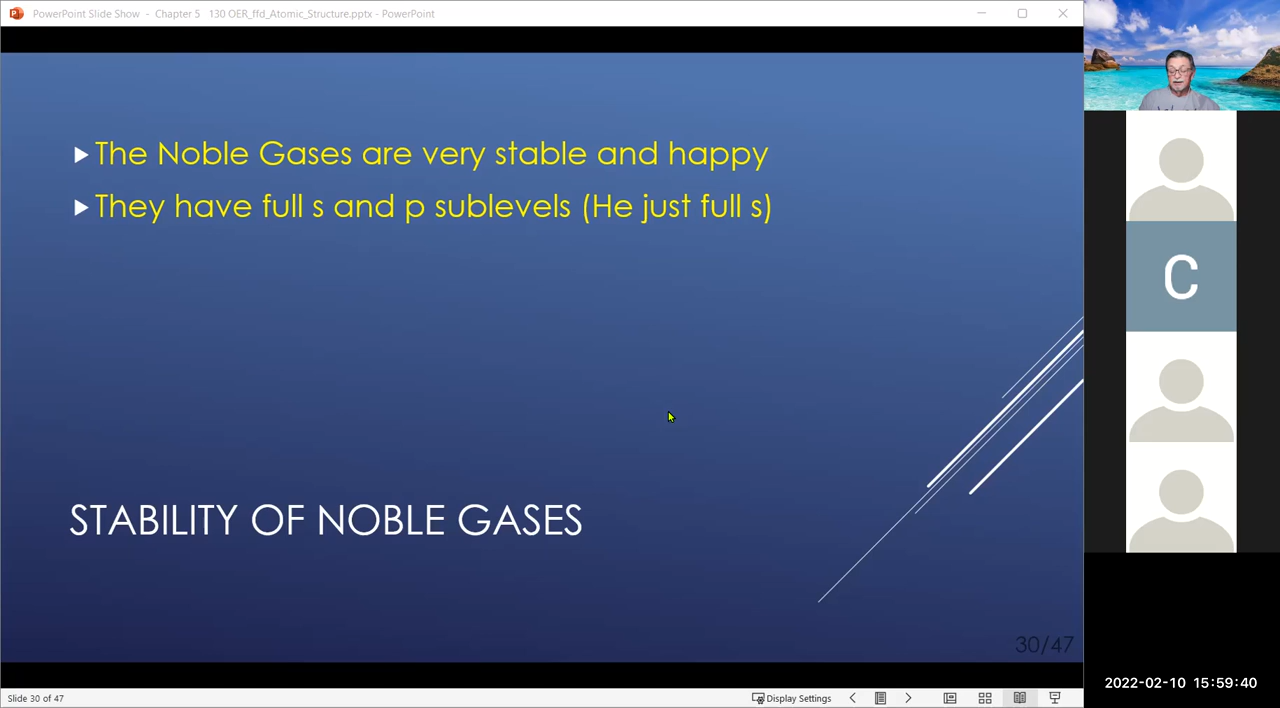 PowerPoint Slide Show - Chapter 5 130 OER_ffd_Atomic_Structure.pptx - PowerPoint
The Noble Gases are very stable and happy
They have full s and p sublevels (He just full s)
STABILITY OF NOBLE GASES
30/47
C
Slide 30 of 47
Display Settings
2022-02-10 15:59:40